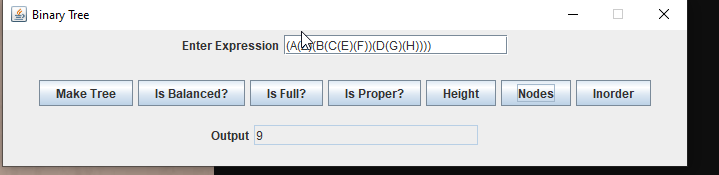 Binary Tree
Enter Expression (A( (B(C(E)(F))(D(G)(H))))
Make Tree Is Balanced? Is Full? Is Proper? Height Nodes Inorder
Output 9